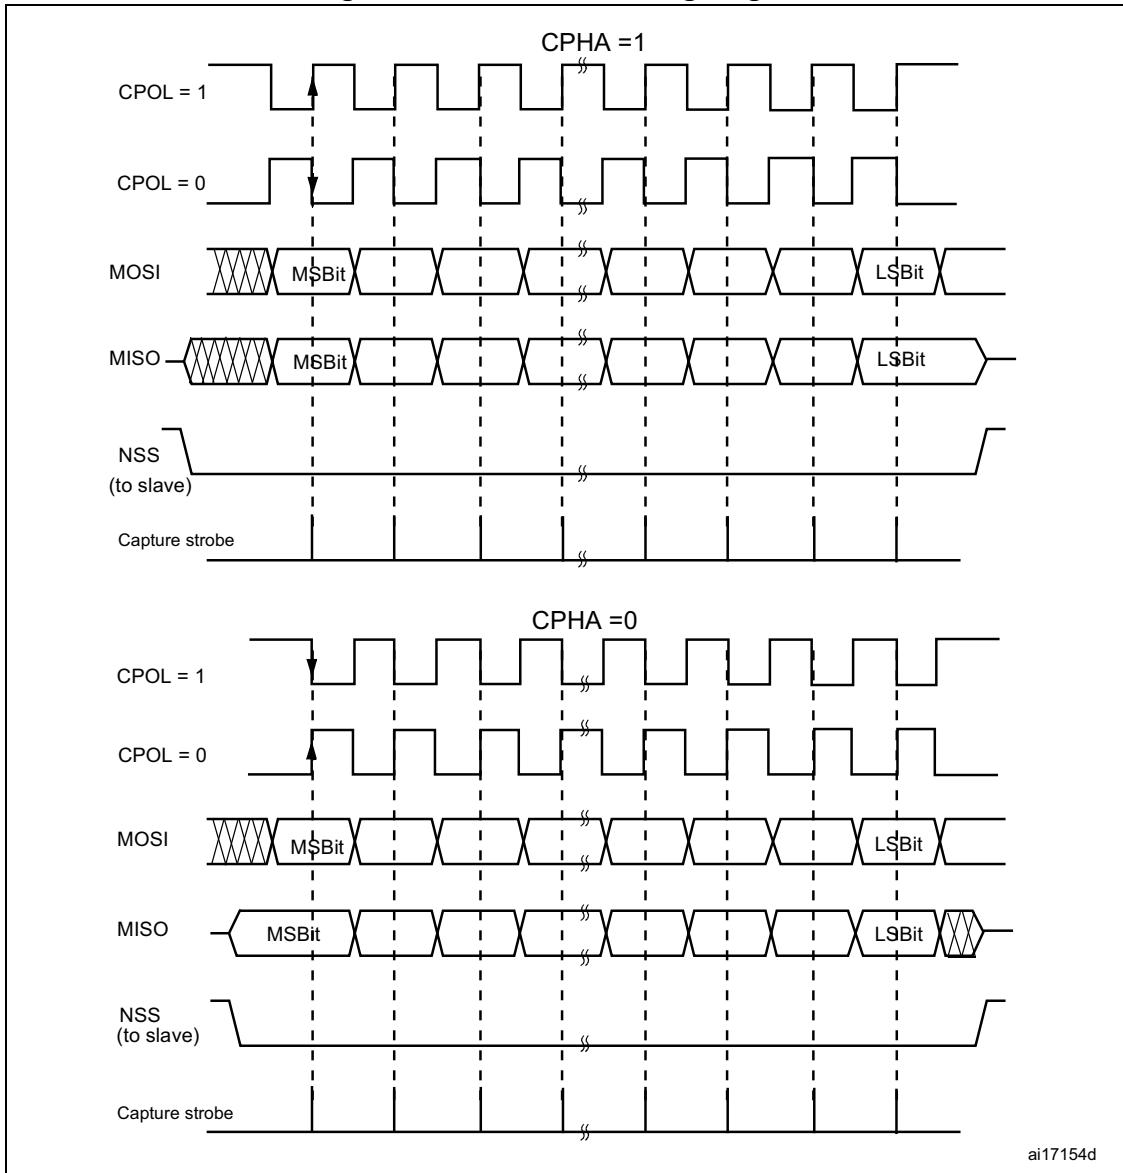 CPHA =1
CPOL = 1
CPOL = 0
MOSI MSBit LSBit
MISO MSBit LSBit
NSS
(to slave)
Capture strobe
CPHA =0
CPOL = 1
CPOL = 0
MOSI MSBit LSBit
MISO MSBit LSBit
NSS
(to slave)
Capture strobe
ai17154d